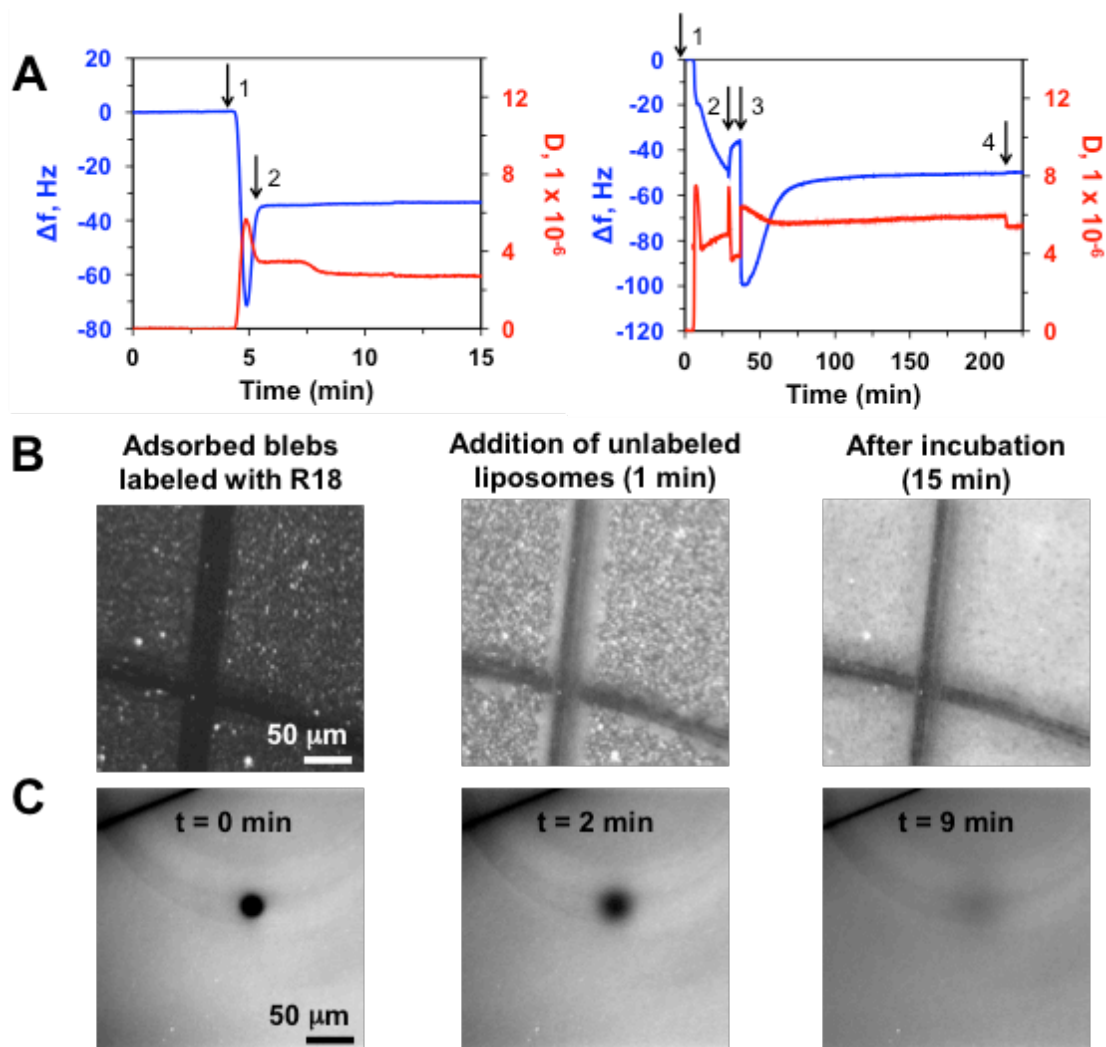 A
20
0
-20
-40
-60
-80
Δf, Hz
1
2
12
8
4
0
D, 1 x 10-6
0 5 10 15
Time (min)
1
2
3
4
0
-20
-40
-60
-80
-100
-120
Δf, Hz
12
8
4
0
D, 1 x 10-6
0 50 100 150 200
Time (min)
B
Adsorbed blebs
labeled with R18
Addition of unlabeled
liposomes (1 min)
After incubation
(15 min)
50 μm
C
t = 0 min
t = 2 min
t = 9 min
50 μm